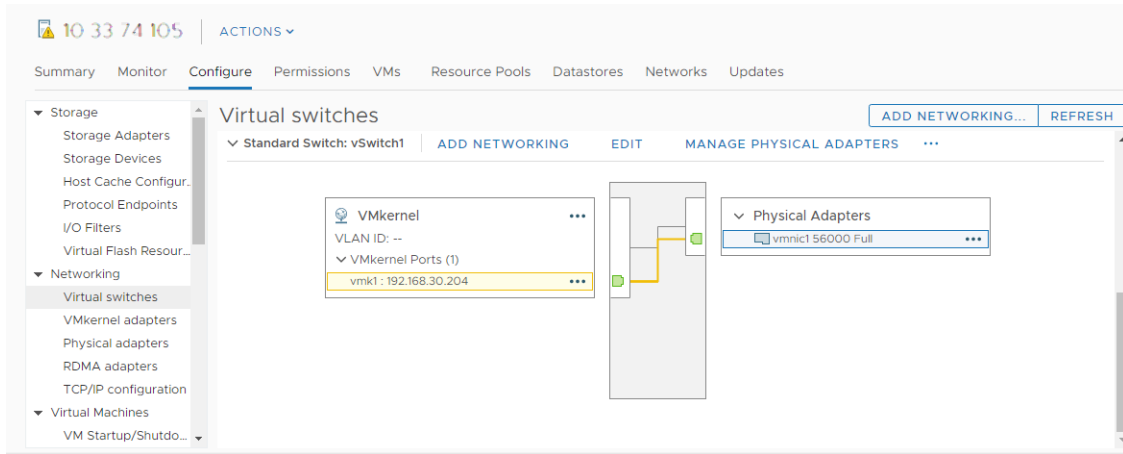 10 33 74 105 ACTIONS
Summary Monitor Configure Permissions VMs Resource Pools Datastores Networks Updates
Storage
Storage Adapters
Storage Devices
Host Cache Configur..
Protocol Endpoints
I/O Filters
Virtual Flash Resour...
Networking
Virtual switches
VMkernel adapters
Physical adapters
RDMA adapters
TCP/IP configuration
Virtual Machines
VM Startup/Shutdo...
Virtual switches
ADD NETWORKING... REFRESH
Standard Switch: vSwitch1 ADD NETWORKING EDIT MANAGE PHYSICAL ADAPTERS ...
VMkernel ...
VLAN ID: --
VMkernel Ports (1)
vmk1 : 192.168.30.204 ...
Physical Adapters
vmnic1 56000 Full ...